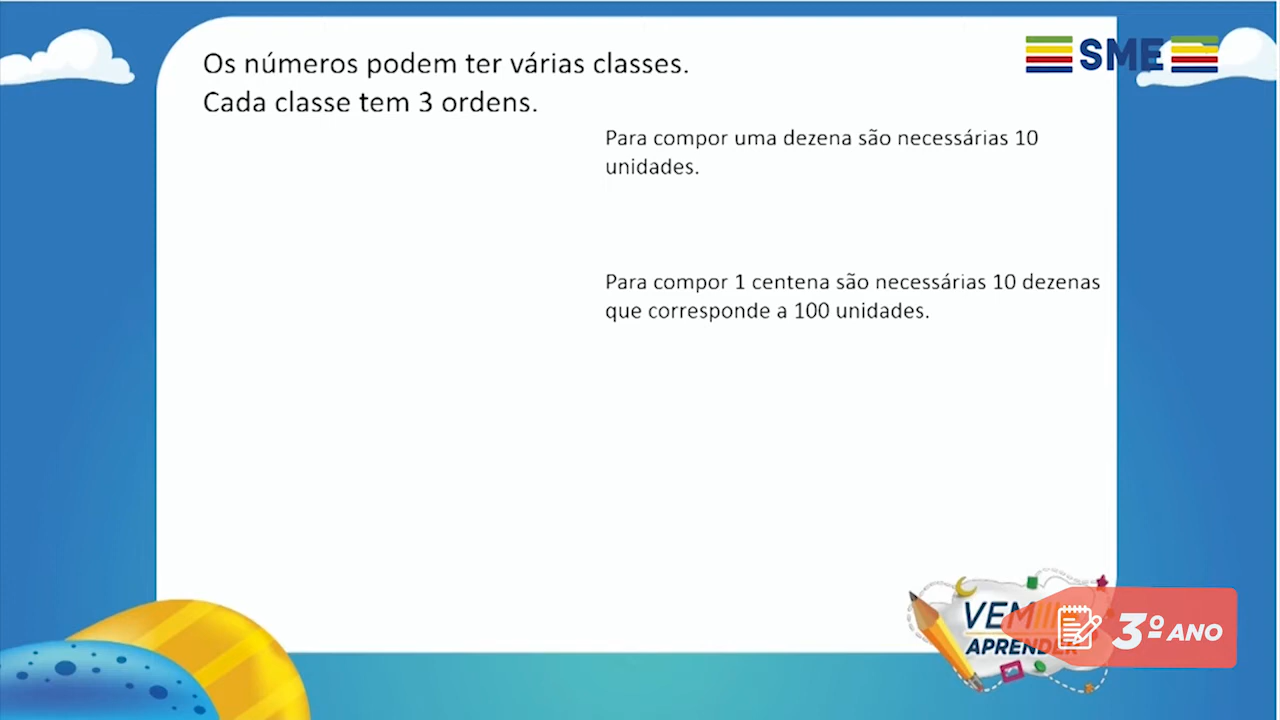 Os números podem ter várias classes.
Cada classe tem 3 ordens.
SME
Para compor uma dezena são necessárias 10
unidades.
Para compor 1 centena são necessárias 10 dezenas
que corresponde a 100 unidades.
VEM
APRENDER
3º ANO